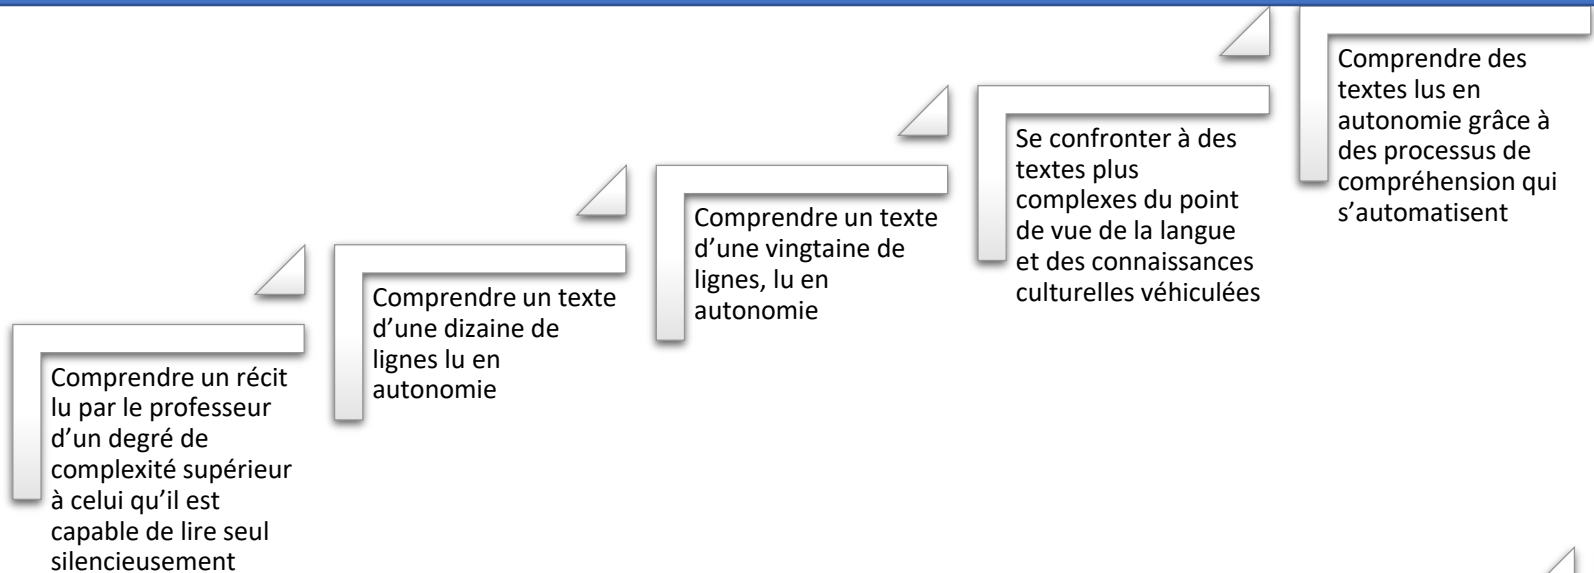 Comprendre un récit
lu par le professeur
d’un degré de
complexité supérieur
à celui qu’il est
capable de lire seul
silencieusement
Comprendre un texte
d’une dizaine de
lignes lu en
autonomie
Comprendre un texte
d’une vingtaine de
lignes, lu en
autonomie
Se confronter à des
textes plus
complexes du point
de vue de la langue
et des connaissances
culturelles véhiculées
Comprendre des
textes lus en
autonomie grâce à
des processus de
compréhension qui
s’automatisent